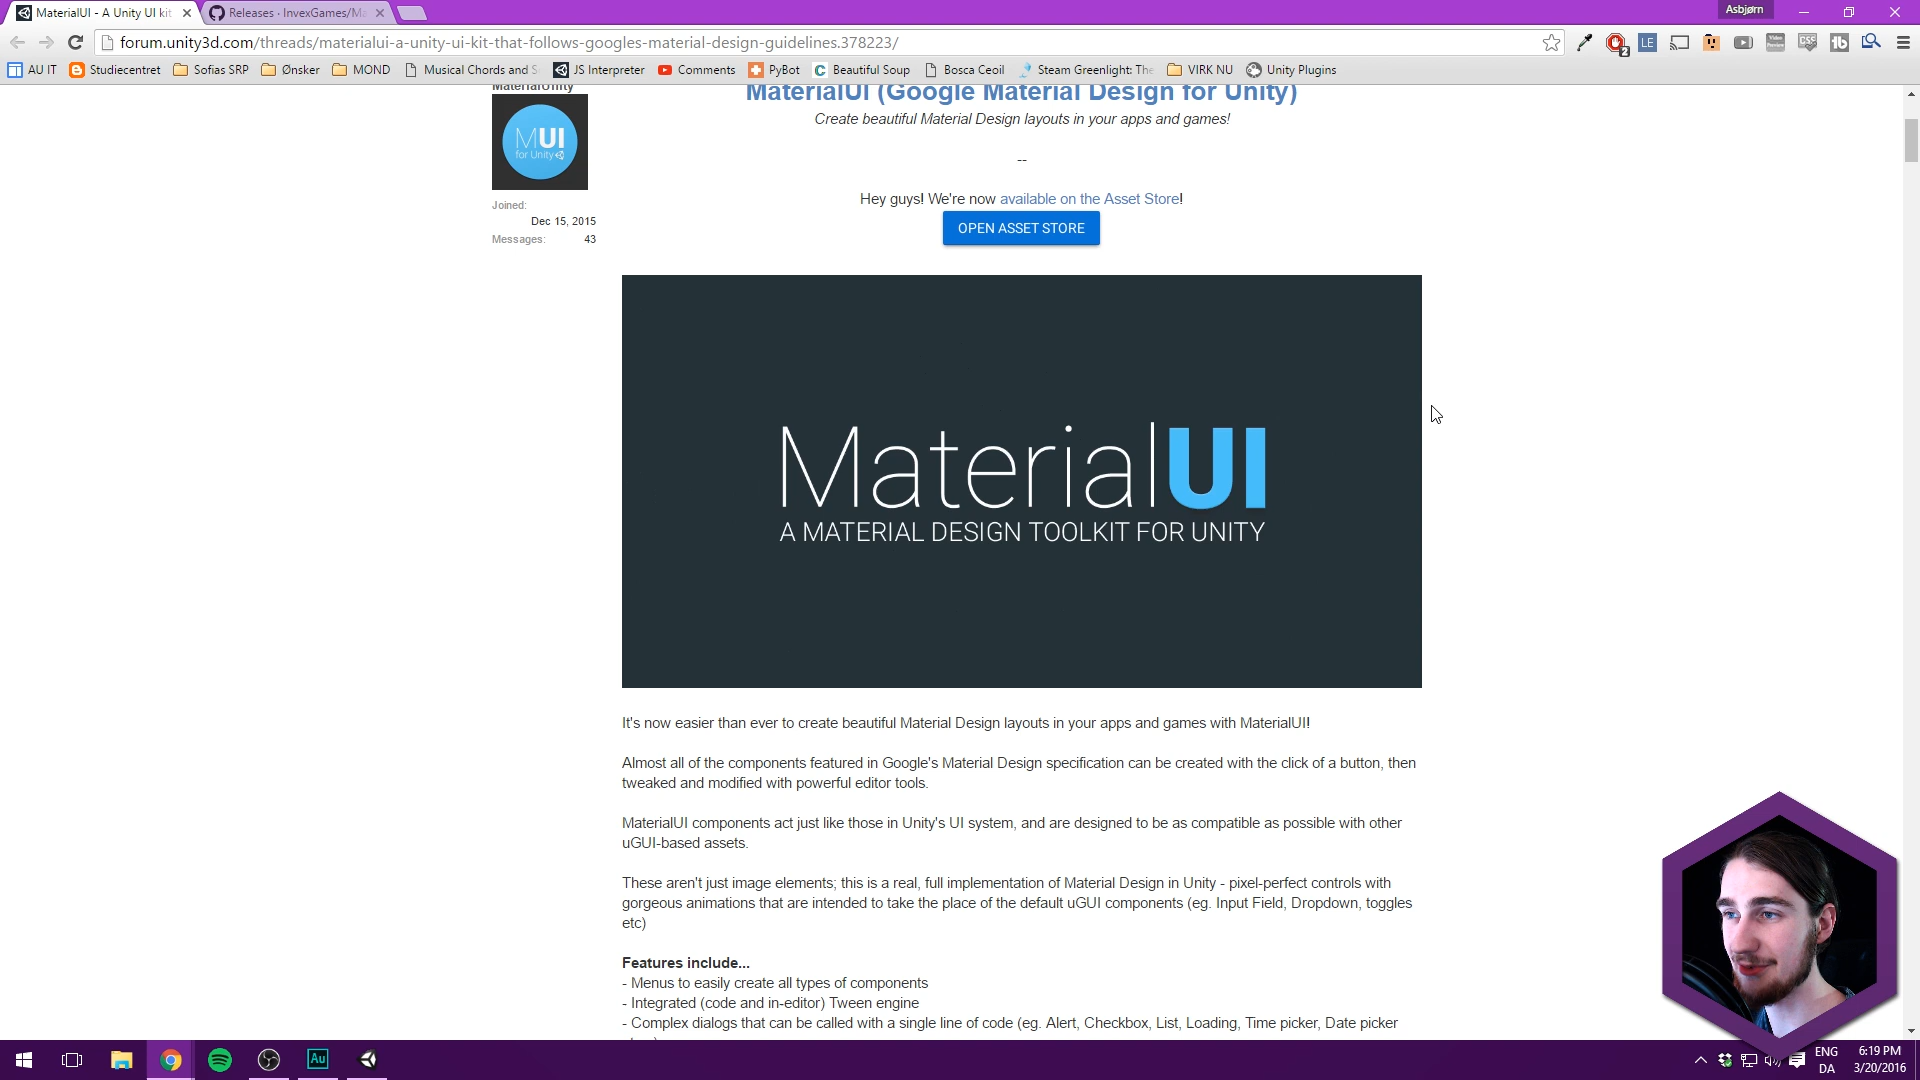 MaterialUI - A Unity UI kit
Releases · InvexGames/Ma
Asbjørn
forum.unity3d.com/threads/materialui-a-unity-ui-kit-that-follows-googles-material-design-guidelines.378223/
LE
2
CSS
AU IT
Studiecentret
Sofias SRP
Ønsker
MOND
Musical Chords and S
JS Interpreter
Comments
PyBot
Beautiful Soup
Bosca Ceoil
Steam Greenlight: The
VIRK NU
Unity Plugins
MaterialUnity
MaterialUI (Google Material Design for Unity)
Create beautiful Material Design layouts in your apps and games!
MUI
for Unity
--
Joined:
Dec 15, 2015
Messages: 43
Hey guys! We're now available on the Asset Store!
OPEN ASSET STORE
MaterialUI
A MATERIAL DESIGN TOOLKIT FOR UNITY
It's now easier than ever to create beautiful Material Design layouts in your apps and games with MaterialUI!
Almost all of the components featured in Google's Material Design specification can be created with the click of a button, then
tweaked and modified with powerful editor tools.
MaterialUI components act just like those in Unity's UI system, and are designed to be as compatible as possible with other
uGUI-based assets.
These aren't just image elements; this is a real, full implementation of Material Design in Unity - pixel-perfect controls with
gorgeous animations that are intended to take the place of the default uGUI components (eg. Input Field, Dropdown, toggles
etc)
Features include...
- Menus to easily create all types of components
- Integrated (code and in-editor) Tween engine
- Complex dialogs that can be called with a single line of code (eg. Alert, Checkbox, List, Loading, Time picker, Date picker
Au
ENG
DA
6:19 PM
3/20/2016